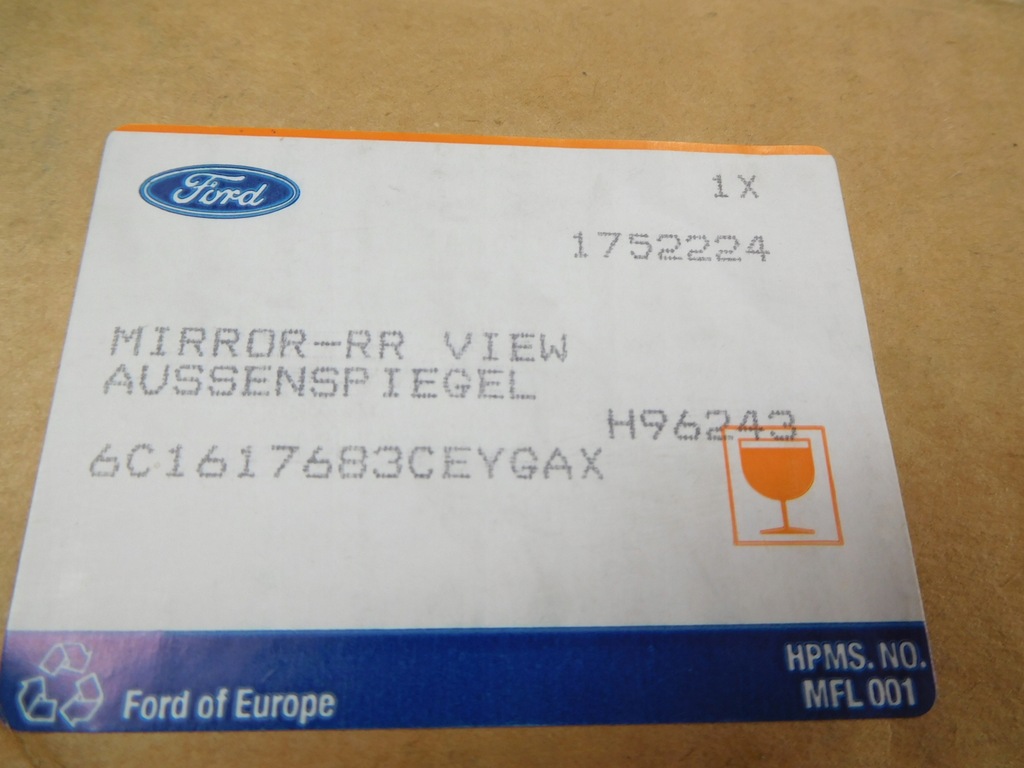 Ford
1X
1752224
MIRROR-RR VIEW
AUSSENSPIEGEL
H96243
6C1617683CEYGAX
Ford of Europe
HPMS. NO.
MFL 001